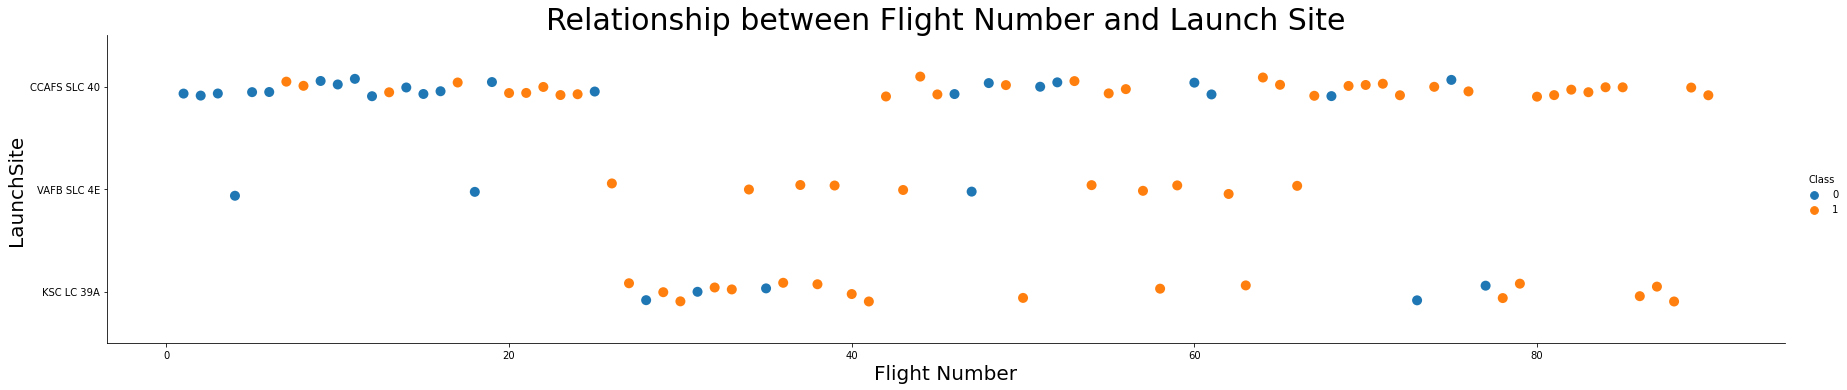 Relationship between Flight Number and Launch Site
LaunchSite
CCAFS SLC 40
VAFB SLC 4E
KSC LC 39A
0
20
40
60
80
Flight Number
Class
0
1